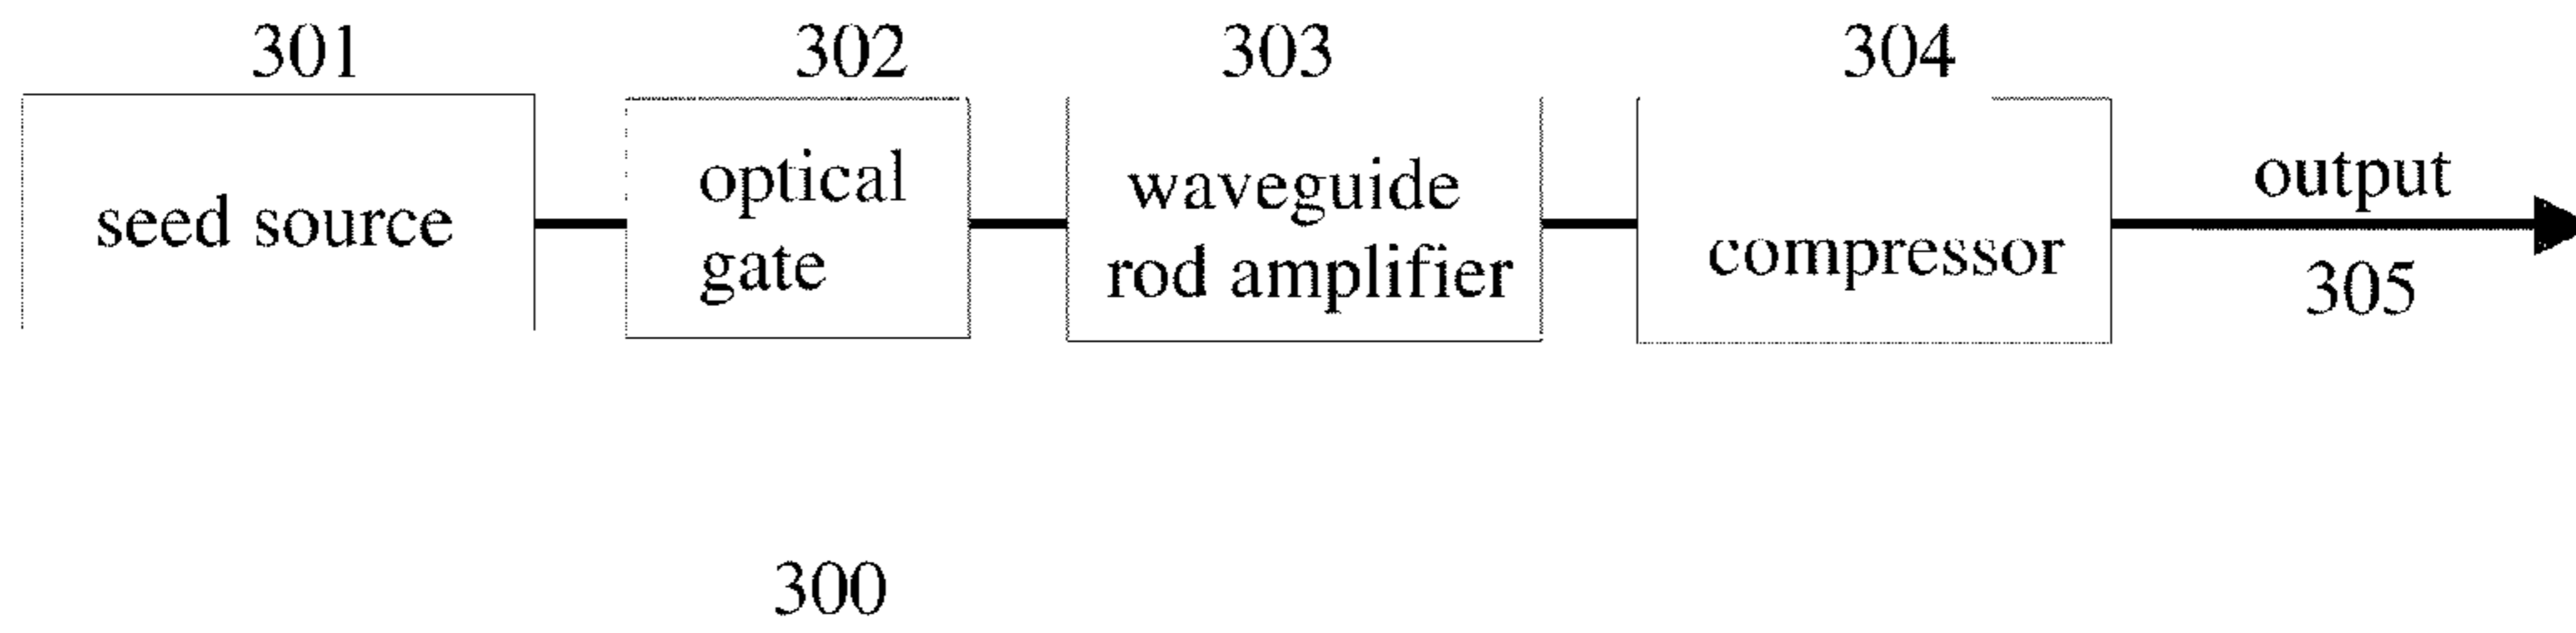 301
302
303
304
seed source
optical
gate
waveguide
rod amplifier
compressor
output
305
300